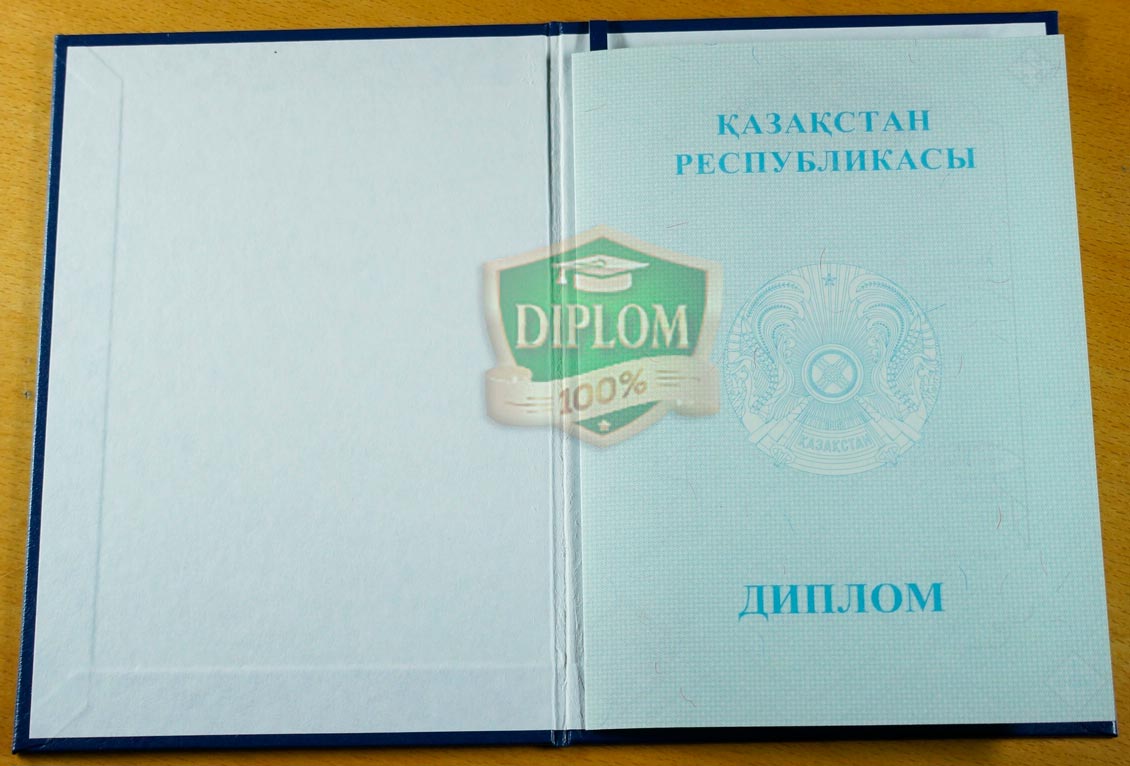 ҚАЗАҚСТАН
РЕСПУБЛИКАСЫ
DIPLOM
100%
ҚАЗАҚСТАН
ДИПЛОМ